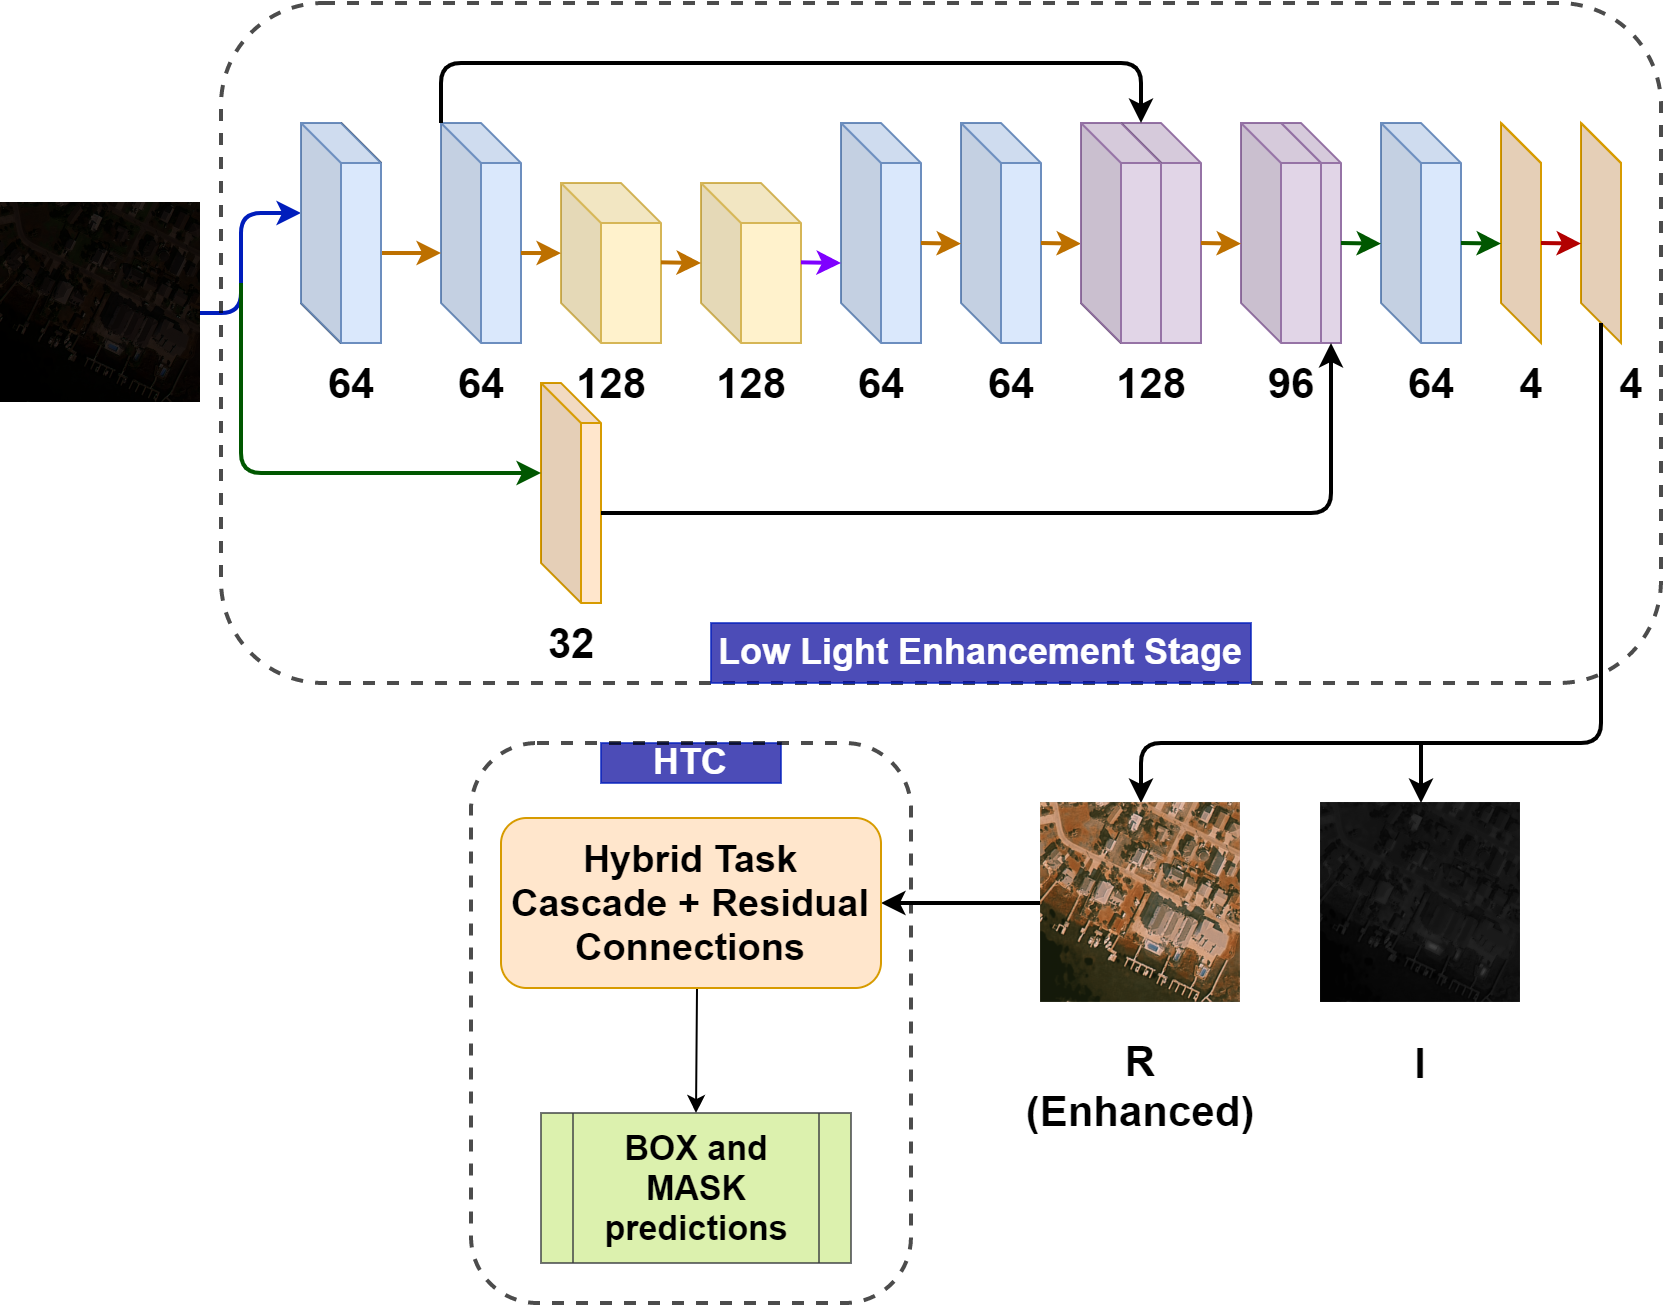 64 64 128 128 64 64 128 96 64 4 4
32
Low Light Enhancement Stage
HTC
Hybrid Task
Cascade + Residual
Connections
BOX and
MASK
predictions
R
(Enhanced)
I